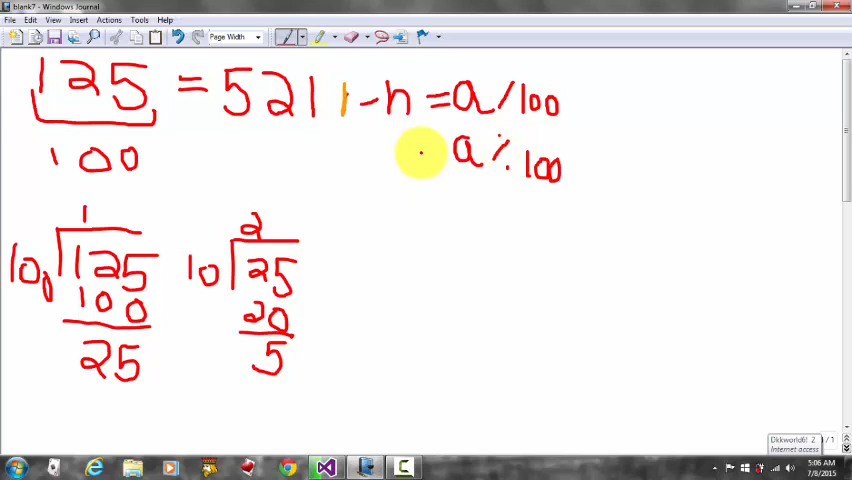 blank7 - Windows Journal
File Edit View Insert Actions Tools Help
Page Width
125 = 521 1 - n = a / 100
100 a % 100
1 2
100 125 10 25
100 20
25 5
Dkkworld6! 2
Internet access
/ 1
5:06 AM
7/8/2015